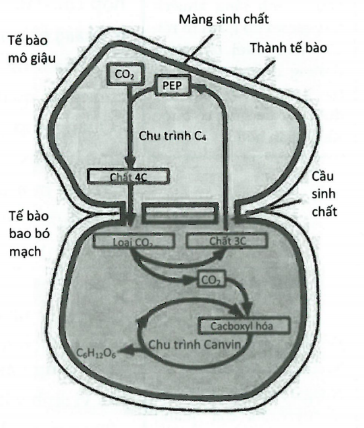 Màng sinh chất
Tế bào
mô giậu
Thành tế bào
CO₂
PEP
Chu trình C₄
Chất 4C
Tế bào
bao bó
mạch
Cầu
sinh
chất
Loại CO₂
Chất 3C
CO₂
Cacboxyl hóa
Chu trình Canvin
C₆H₁₂O₆